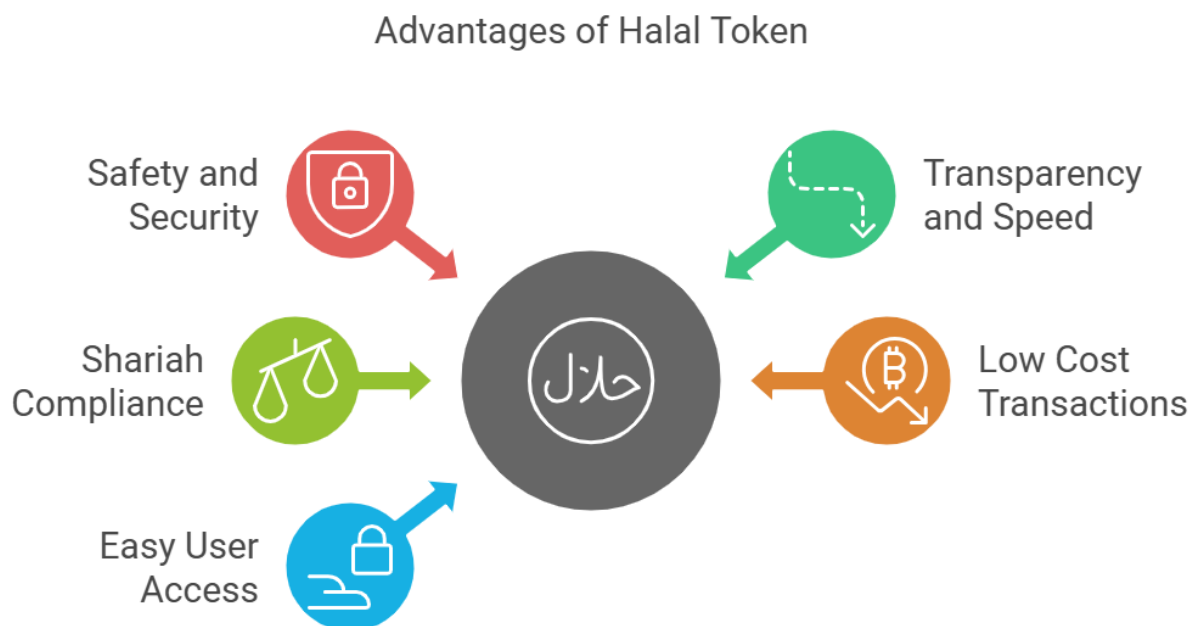 Advantages of Halal Token
Safety and
Security
Transparency
and Speed
Shariah
Compliance
حلال
Low Cost
Transactions
Easy User
Access